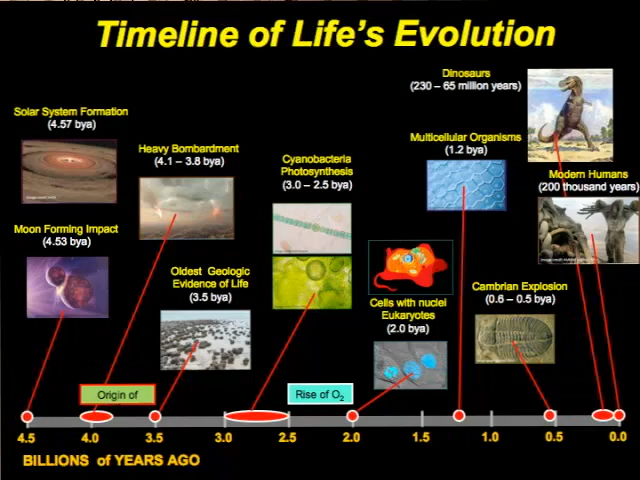 Timeline of Life's Evolution
Dinosaurs
(230 – 65 million years)
Solar System Formation
(4.57 bya)
Heavy Bombardment
(4.1 – 3.8 bya)
Cyanobacteria
Photosynthesis
(3.0 – 2.5 bya)
Multicellular Organisms
(1.2 bya)
Modern Humans
(200 thousand years)
Moon Forming Impact
(4.53 bya)
Oldest Geologic
Evidence of Life
(3.5 bya)
Cells with nuclei
Eukaryotes
(2.0 bya)
Cambrian Explosion
(0.6 – 0.5 bya)
Origin of
Rise of O₂
4.5 4.0 3.5 3.0 2.5 2.0 1.5 1.0 0.5 0.0
BILLIONS of YEARS AGO